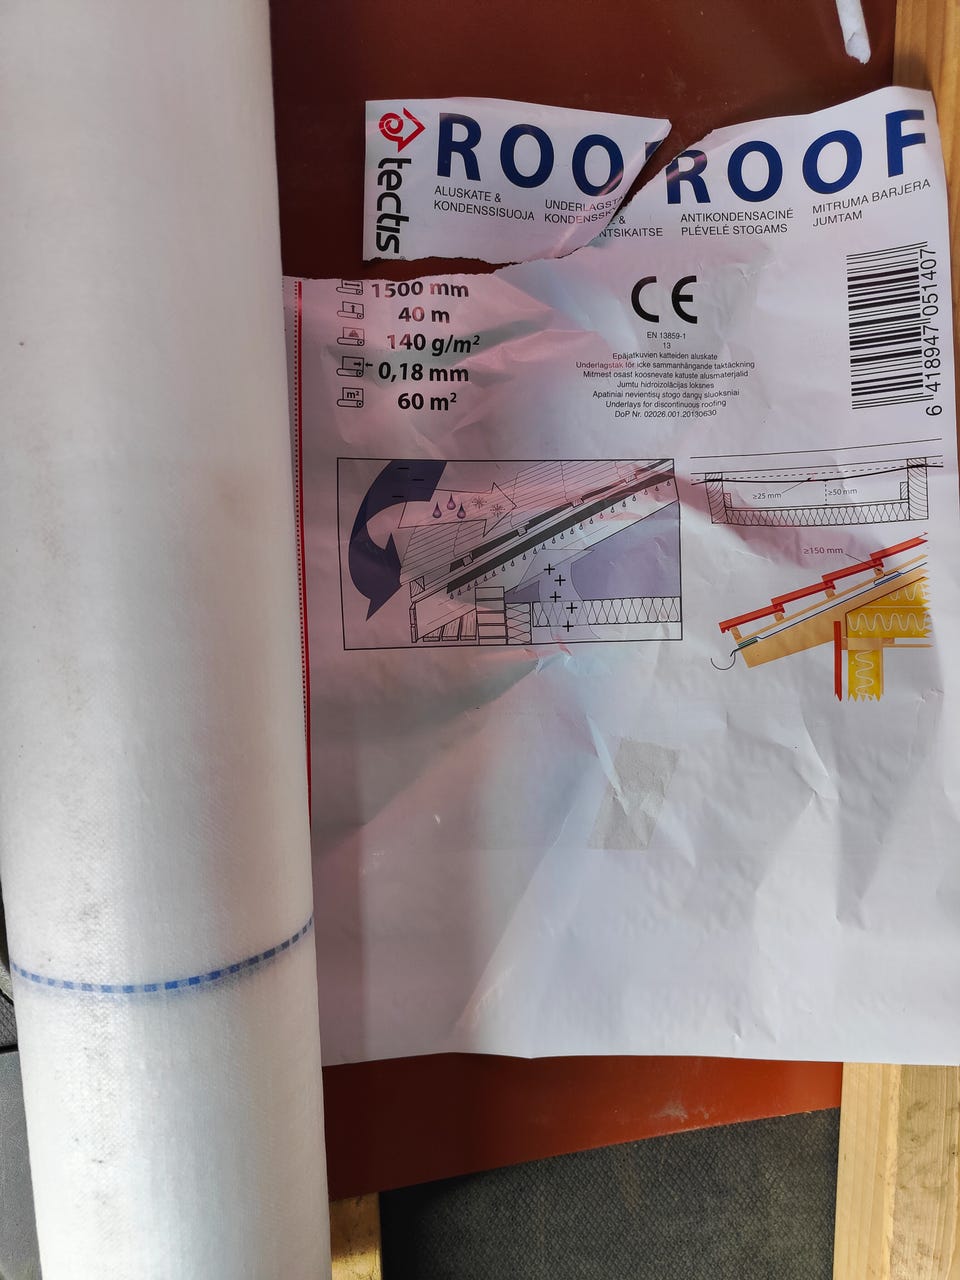 tectis
ROO ROOF
ALUSKATE &
KONDENSSISUOJA
KONDENSSK
&
NTSIKAITSE
ANTIKONDENSACINĖ
PLĖVELĖ STOGAMS
MITRUMA BARJERA
JUMTAM
1500 mm
40 m
140 g/m²
0,18 mm
m² 60 m²
CE
EN 13859-1
13
Epäjatkuvien katteiden aluskate
Underlagstak för icke sammanhängande taktäckning
Mitmest osast koosnevate katuste alusmaterjalid
Jumtu hidroizolācijas loksnes
Apatiniai nevientisų stogo dangų sluoksniai
Underlays for discontinuous roofing
DoP Nr. 02026.001.20130630
6 418947 051407
≥25 mm
≥50 mm
≥150 mm